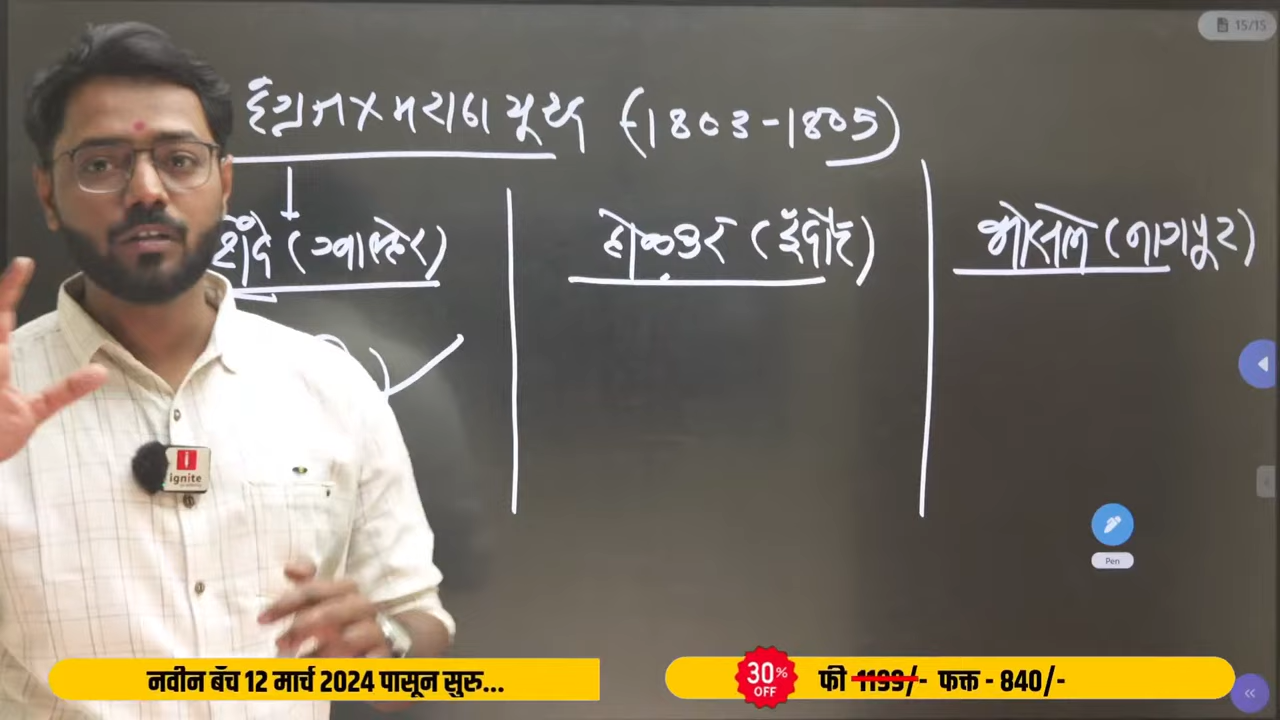 15/15
इंग्रज X मराठा युद्ध (1803-1805)
शिंदे (ग्वाल्हेर)
होळकर (इंदौर)
भोसले (नागपूर)
ignite
Pen
नवीन बॅच 12 मार्च 2024 पासून सुरु...
30% OFF
फी 1199/- फक्त - 840/-